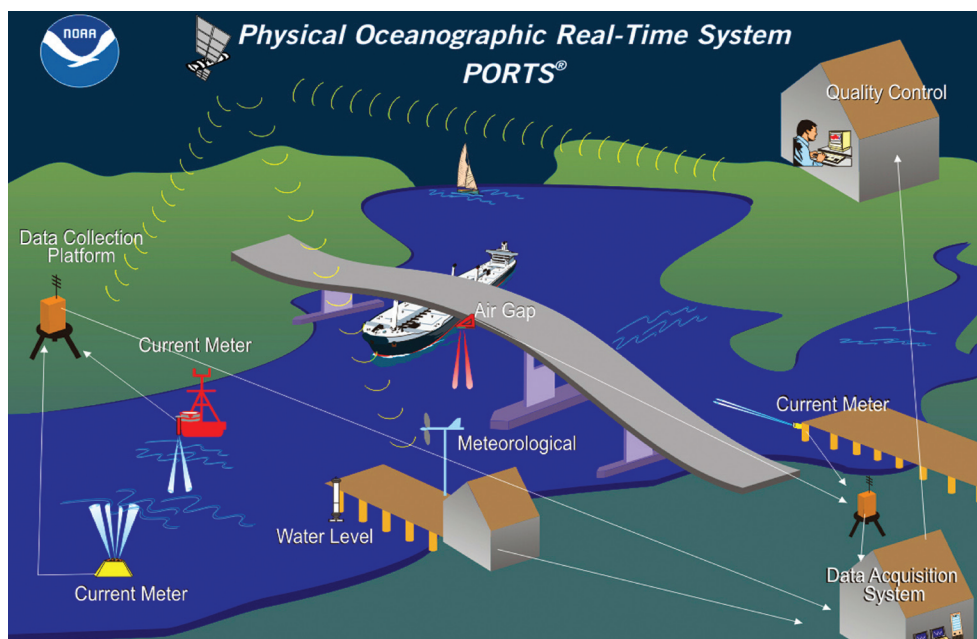 NOAA
Physical Oceanographic Real-Time System
PORTS®
Quality Control
Data Collection
Platform
Air Gap
Current Meter
Current Meter
Meteorological
Water Level
Current Meter
Data Acquisition
System